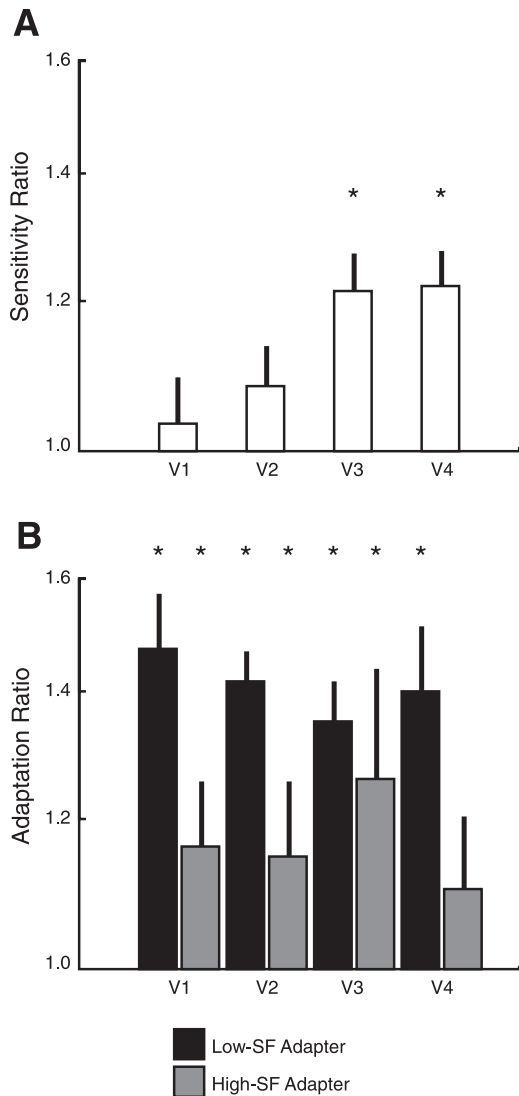 A
1.6
1.4
1.2
1.0
Sensitivity Ratio
* *
V1 V2 V3 V4
B
* * * * * * *
1.6
1.4
1.2
1.0
Adaptation Ratio
V1 V2 V3 V4
Low-SF Adapter
High-SF Adapter